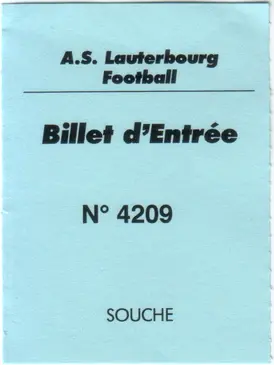 A.S. Lauterbourg
Football
Billet d'Entrée
N° 4209
SOUCHE